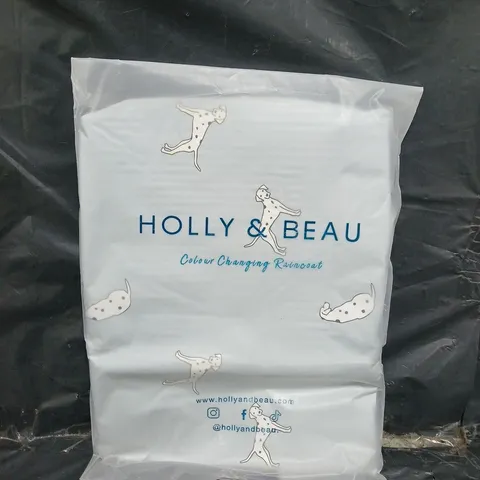 HOLLY & BEAU
Colour Changing Raincoat
www.hollyandbeau.com
@hollyandbeau